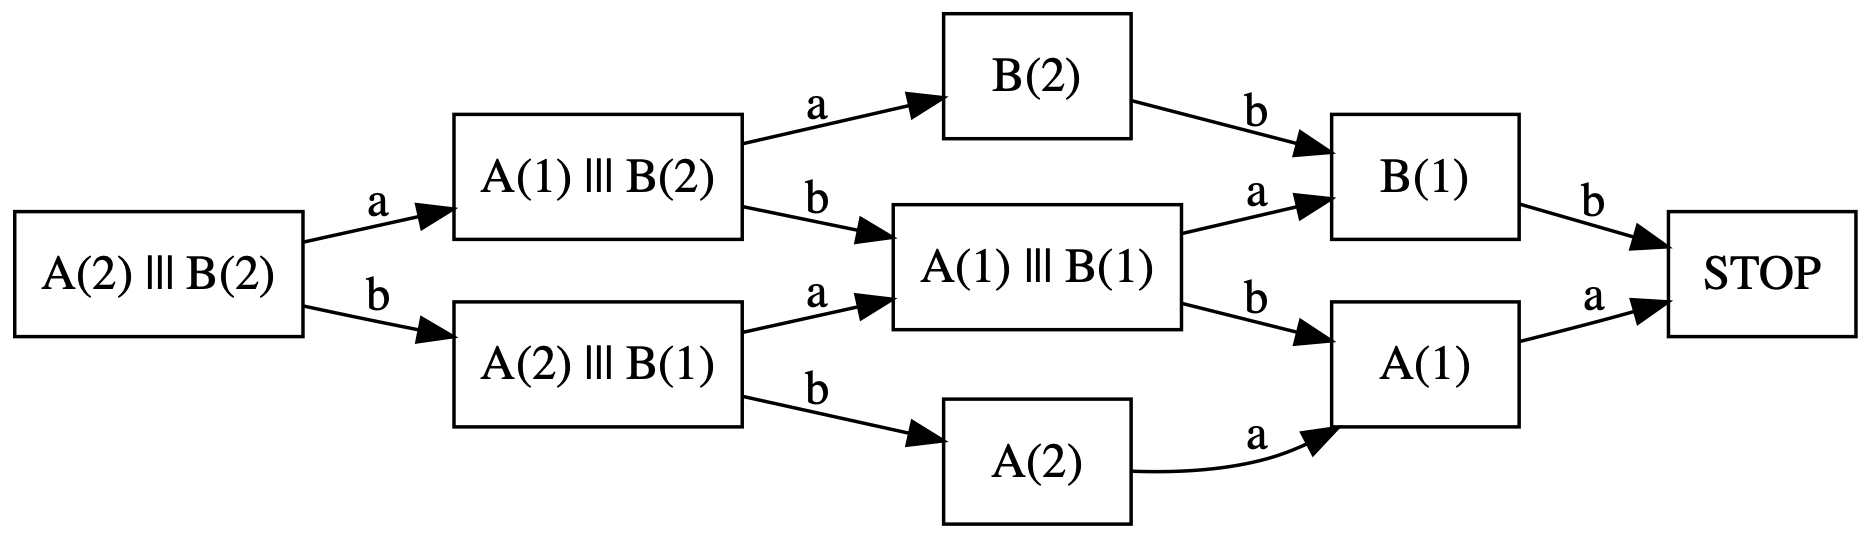 A(2) ||| B(2)
a
b
A(1) ||| B(2)
A(2) ||| B(1)
a
b
a
b
B(2)
A(1) ||| B(1)
A(2)
b
a
b
a
B(1)
A(1)
b
a
STOP